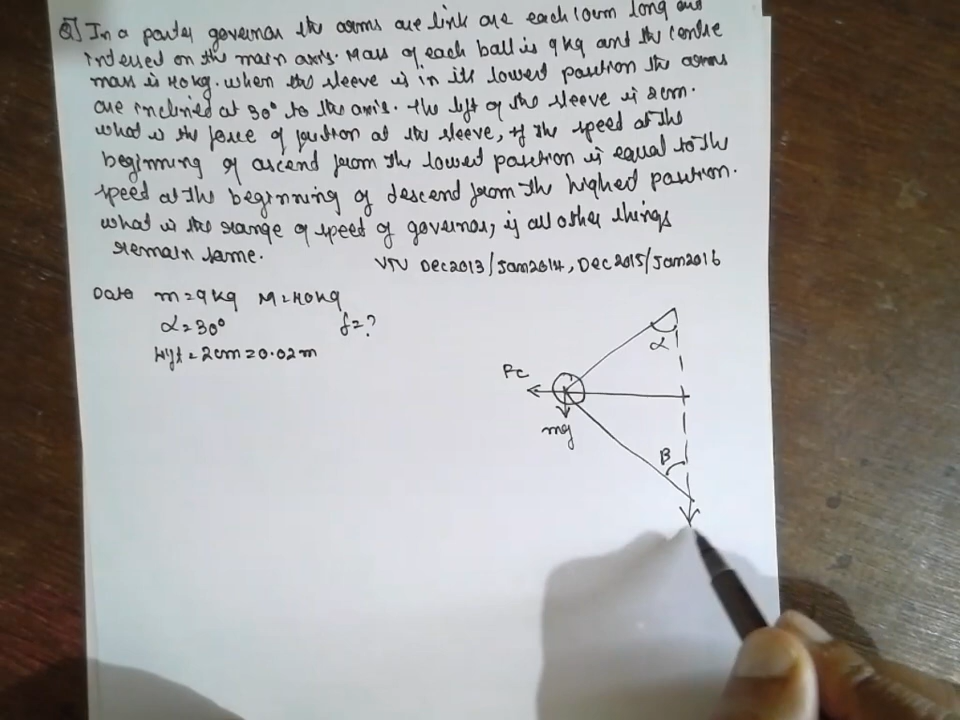 Q] In a poster governor the arms are link are each 10cm long and
intersed on the main axis. Mass of each ball is 9kg and the centre
mass is 40kg. when the sleeve is in its lowest position the arms
are inclined at 30° to the axis. The lift of the sleeve is 2cm.
what is the force of friction at the sleeve, if the speed at the
beginning of ascend from the lowest position is equal to the
speed at the beginning of descend from the highest position.
what is the range of speed of governor, if all other things
remain same.
VTU Dec2013/Jan2014, Dec2015/Jan2016
Data m=9kg M=40kg
α=30° f=?
Lift=2cm=0.02m
α
Fc
mg
β